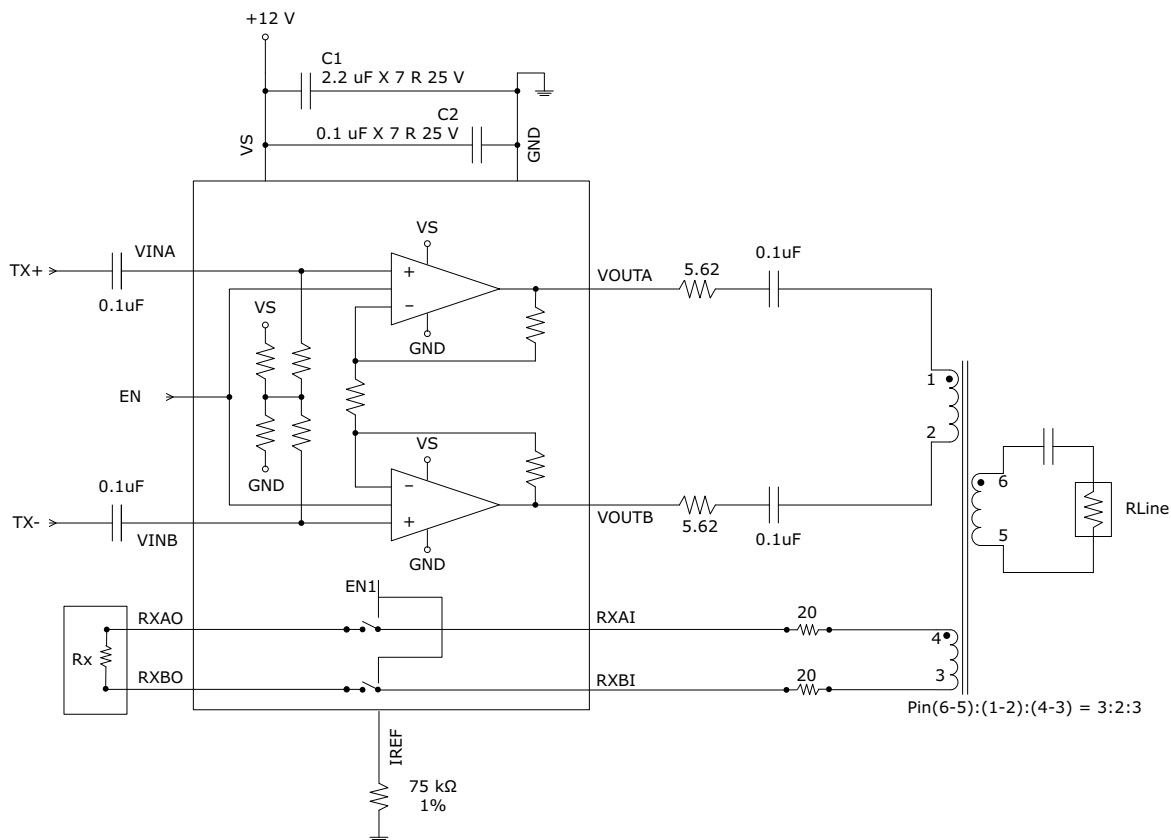 +12 V
C1
2.2 uF X 7 R 25 V
C2
0.1 uF X 7 R 25 V
VS
GND
TX+
0.1uF
VINA
VS
GND
+
−
VS
GND
VOUTA
5.62
0.1uF
EN
1
2
6
5
RLine
VS
GND
−
+
TX-
0.1uF
VINB
VOUTB
5.62
0.1uF
EN1
RXAO
RXAI
20
4
Rx
RXBO
RXBI
20
3
Pin(6-5):(1-2):(4-3) = 3:2:3
IREF
75 kΩ
1%